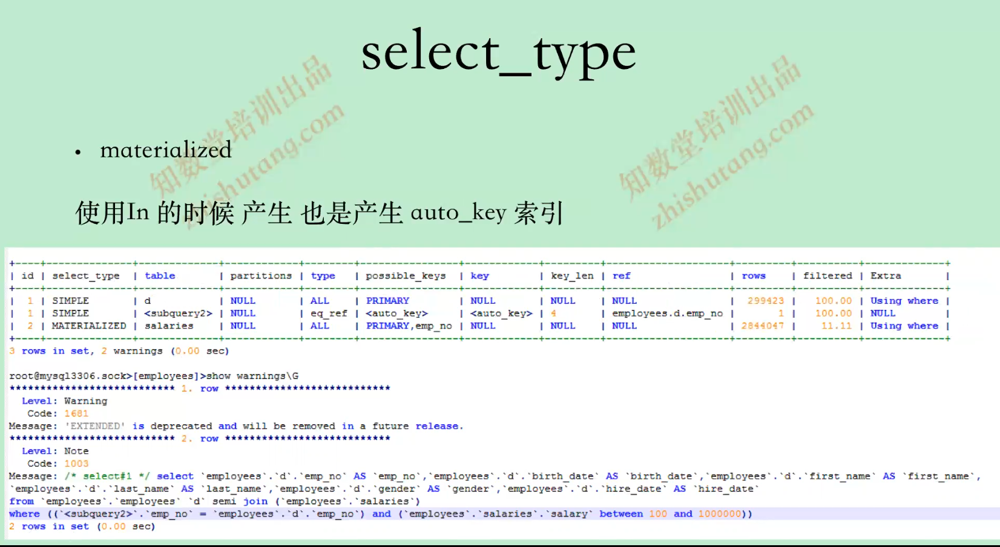 select_type
• materialized
使用In 的时候 产生 也是产生 auto_key 索引
知数堂培训出品
zhishutang.com
知数堂培训出品
zhishutang.com
+----+--------------+-------------+------------+--------+----------------+------------+---------+--------------------+---------+----------+-------------+
| id | select_type | table | partitions | type | possible_keys | key | key_len | ref | rows | filtered | Extra |
+----+--------------+-------------+------------+--------+----------------+------------+---------+--------------------+---------+----------+-------------+
| 1 | SIMPLE | d | NULL | ALL | PRIMARY | NULL | NULL | NULL | 299423 | 100.00 | Using where |
| 1 | SIMPLE | <subquery2> | NULL | eq_ref | <auto_key> | <auto_key> | 4 | employees.d.emp_no | 1 | 100.00 | NULL |
| 2 | MATERIALIZED | salaries | NULL | ALL | PRIMARY,emp_no | NULL | NULL | NULL | 2844047 | 11.11 | Using where |
+----+--------------+-------------+------------+--------+----------------+------------+---------+--------------------+---------+----------+-------------+
3 rows in set, 2 warnings (0.00 sec)
root@mysql3306.sock>[employees]>show warnings\G
*************************** 1. row ***************************
Level: Warning
Code: 1681
Message: 'EXTENDED' is deprecated and will be removed in a future release.
*************************** 2. row ***************************
Level: Note
Code: 1003
Message: /* select#1 */ select `employees`.`d`.`emp_no` AS `emp_no`,`employees`.`d`.`birth_date` AS `birth_date`,`employees`.`d`.`first_name` AS `first_name`,
`employees`.`d`.`last_name` AS `last_name`,`employees`.`d`.`gender` AS `gender`,`employees`.`d`.`hire_date` AS `hire_date`
from `employees`.`employees` `d` semi join (`employees`.`salaries`)
where ((`<subquery2>`.`emp_no` = `employees`.`d`.`emp_no`) and (`employees`.`salaries`.`salary` between 100 and 1000000))
2 rows in set (0.00 sec)